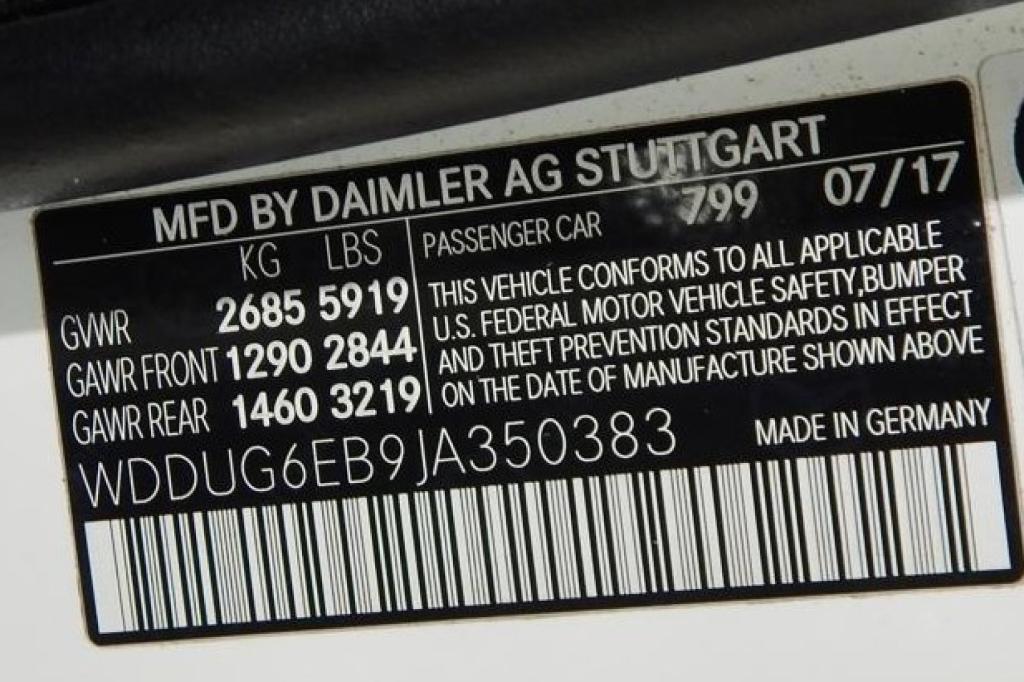 MFD BY DAIMLER AG STUTTGART
KG LBS
GVWR 2685 5919
GAWR FRONT 1290 2844
GAWR REAR 1460 3219
PASSENGER CAR 799 07/17
THIS VEHICLE CONFORMS TO ALL APPLICABLE
U.S. FEDERAL MOTOR VEHICLE SAFETY,BUMPER
AND THEFT PREVENTION STANDARDS IN EFFECT
ON THE DATE OF MANUFACTURE SHOWN ABOVE
WDDUG6EB9JA350383
MADE IN GERMANY